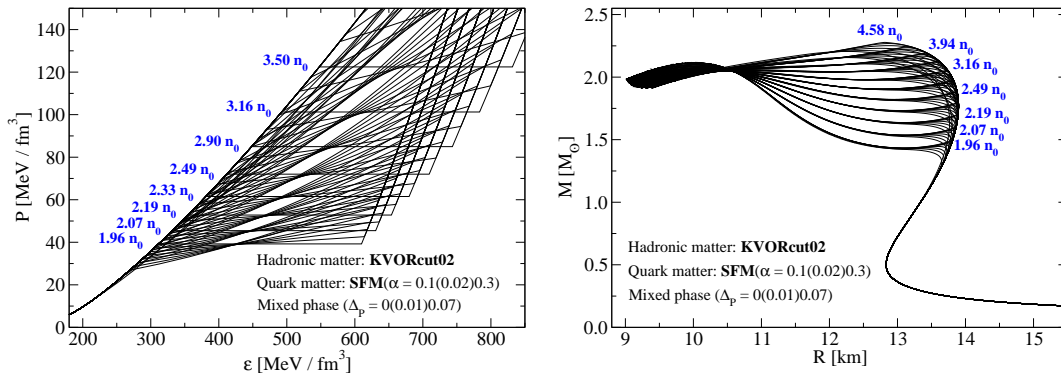 P [MeV / fm³]
140
120
100
80
60
40
20
0
3.50 n₀
3.16 n₀
2.90 n₀
2.49 n₀
2.33 n₀
2.19 n₀
2.07 n₀
1.96 n₀
Hadronic matter: KVORcut02
Quark matter: SFM(α = 0.1(0.02)0.3)
Mixed phase (Δ_P = 0(0.01)0.07)
200 300 400 500 600 700 800
ε [MeV / fm³]
M [M_⊙]
2.5
2.0
1.5
1.0
0.5
0.0
4.58 n₀
3.94 n₀
3.16 n₀
2.49 n₀
2.19 n₀
2.07 n₀
1.96 n₀
Hadronic matter: KVORcut02
Quark matter: SFM(α = 0.1(0.02)0.3)
Mixed phase (Δ_P = 0(0.01)0.07)
9 10 11 12 13 14 15
R [km]